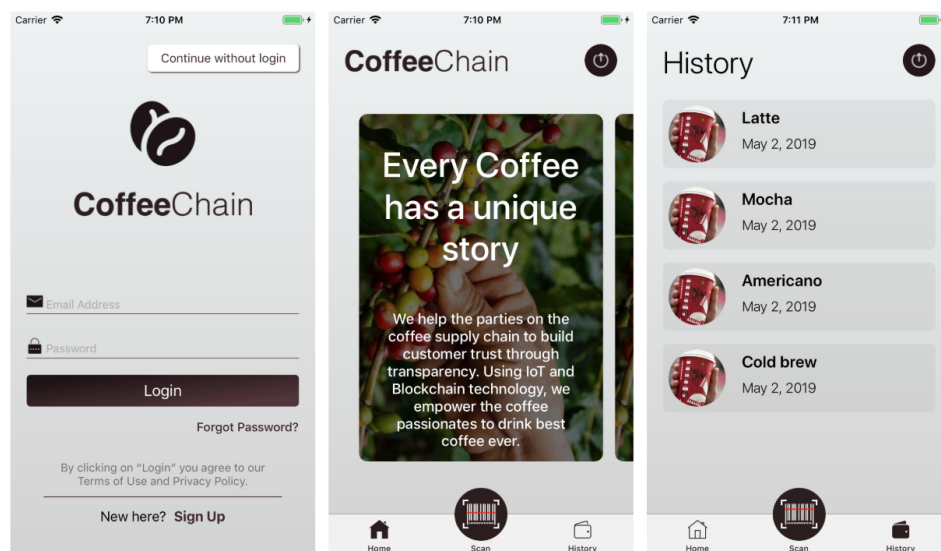 Carrier 7:10 PM
Continue without login
CoffeeChain
Email Address
Password
Login
Forgot Password?
By clicking on “Login” you agree to our
Terms of Use and Privacy Policy.
New here? Sign Up
Carrier 7:10 PM
CoffeeChain
Every Coffee
has a unique
story
We help the parties on the
coffee supply chain to build
customer trust through
transparency. Using IoT and
Blockchain technology, we
empower the coffee
passionates to drink best
coffee ever.
Home Scan History
Carrier 7:11 PM
History
Latte
May 2, 2019
Mocha
May 2, 2019
Americano
May 2, 2019
Cold brew
May 2, 2019
Home Scan History